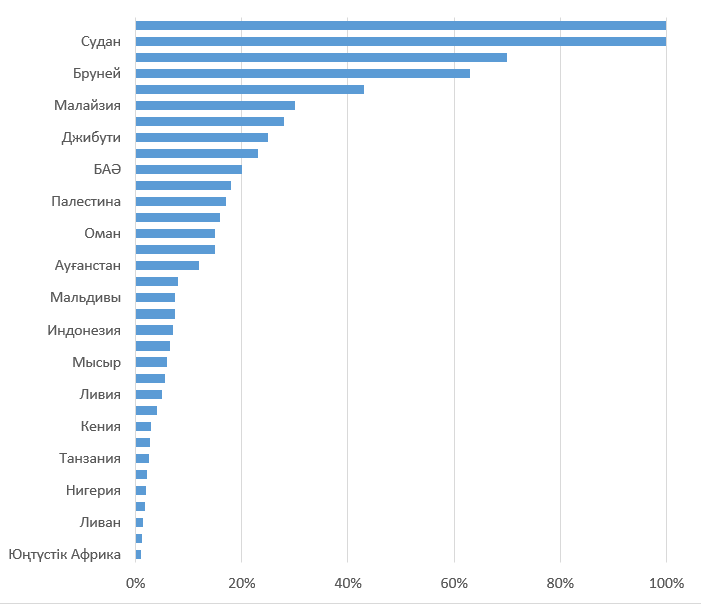 Судан
Бруней
Малайзия
Джибути
БАӘ
Палестина
Оман
Ауғанстан
Мальдивы
Индонезия
Мысыр
Ливия
Кения
Танзания
Нигерия
Ливан
Юңтүстік Африка
0% 20% 40% 60% 80% 100%